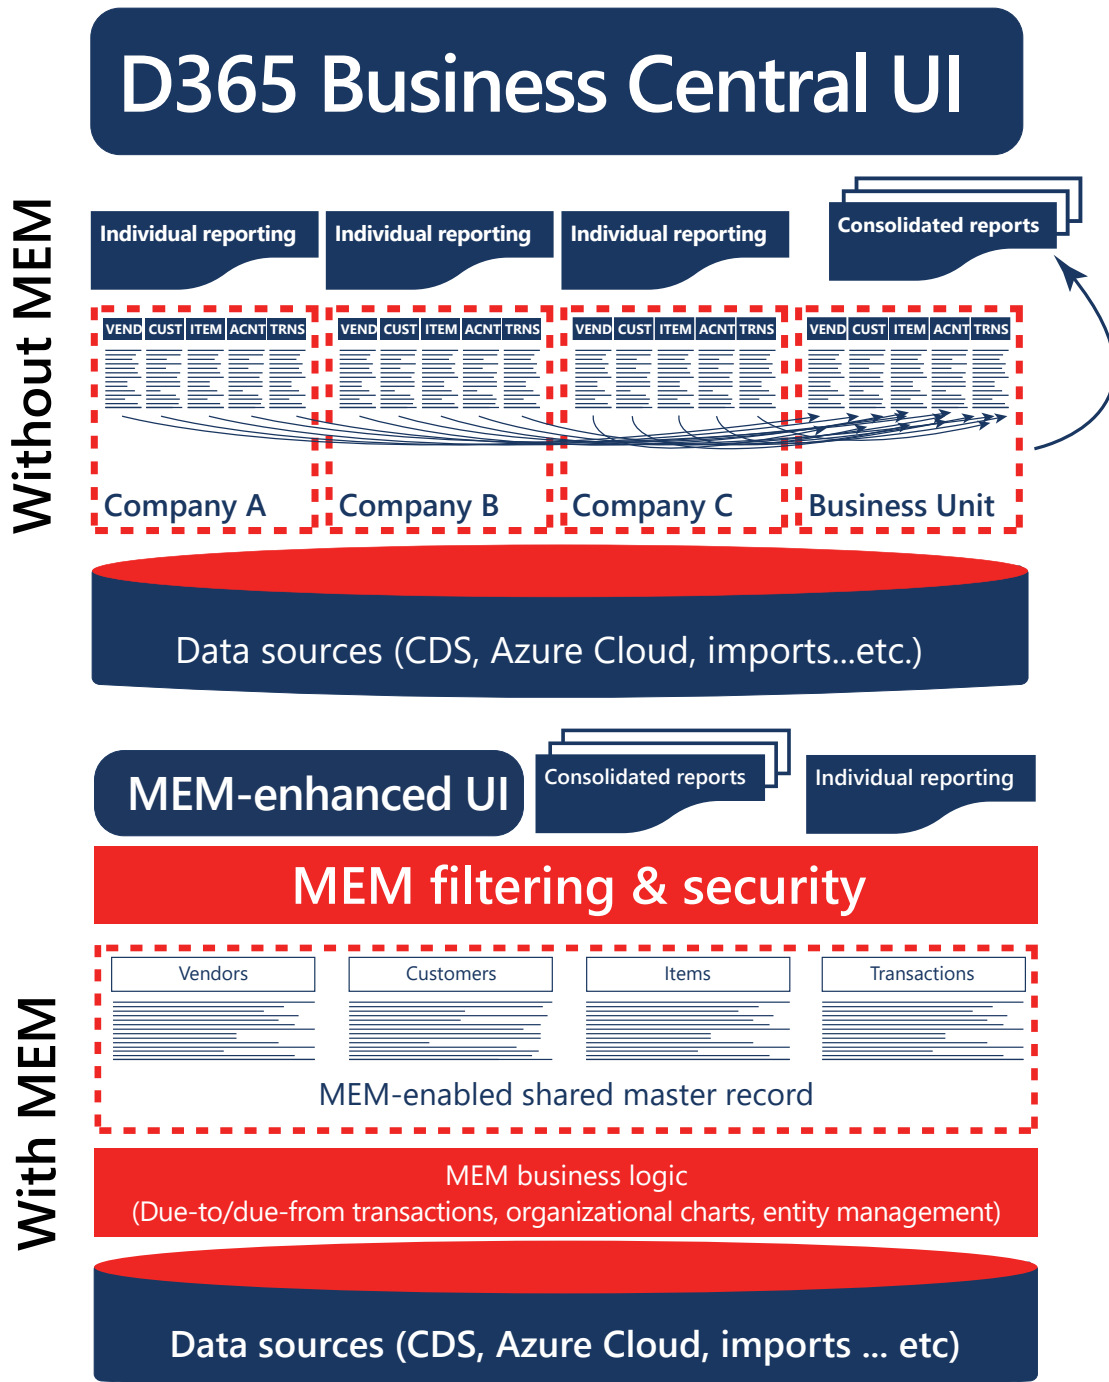 D365 Business Central UI
Without MEM
Individual reporting
Individual reporting
Individual reporting
Consolidated reports
VEND CUST ITEM ACNT TRNS
VEND CUST ITEM ACNT TRNS
VEND CUST ITEM ACNT TRNS
VEND CUST ITEM ACNT TRNS
Company A
Company B
Company C
Business Unit
Data sources (CDS, Azure Cloud, imports...etc.)
With MEM
MEM-enhanced UI
Consolidated reports
Individual reporting
MEM filtering & security
Vendors
Customers
Items
Transactions
MEM-enabled shared master record
MEM business logic
(Due-to/due-from transactions, organizational charts, entity management)
Data sources (CDS, Azure Cloud, imports ... etc)